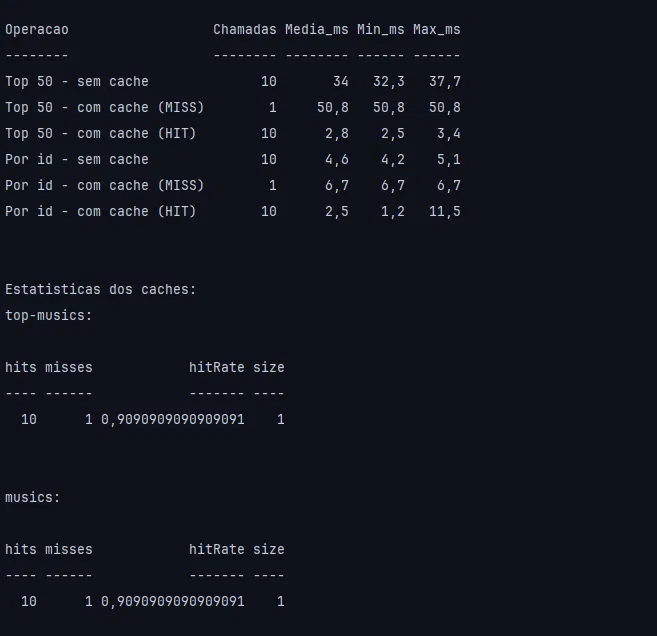 Operacao Chamadas Media_ms Min_ms Max_ms
-------- -------- -------- ------ ------
Top 50 - sem cache 10 34 32,3 37,7
Top 50 - com cache (MISS) 1 50,8 50,8 50,8
Top 50 - com cache (HIT) 10 2,8 2,5 3,4
Por id - sem cache 10 4,6 4,2 5,1
Por id - com cache (MISS) 1 6,7 6,7 6,7
Por id - com cache (HIT) 10 2,5 1,2 11,5
Estatisticas dos caches:
top-musics:
hits misses hitRate size
---- ------ ------- ----
10 1 0,9090909090909091 1
musics:
hits misses hitRate size
---- ------ ------- ----
10 1 0,9090909090909091 1